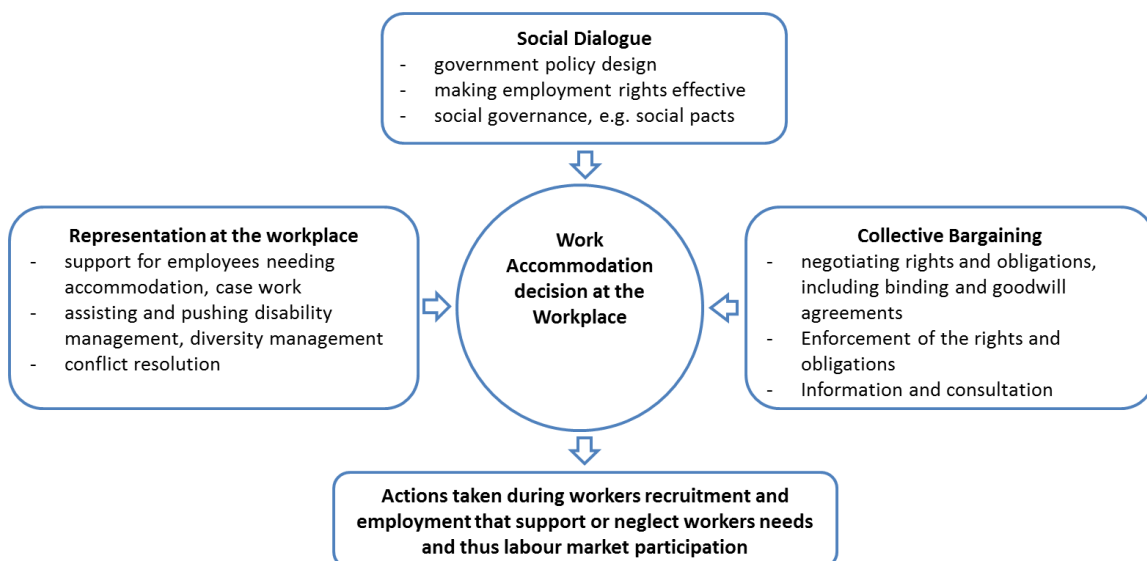 Social Dialogue
- government policy design
- making employment rights effective
- social governance, e.g. social pacts
Representation at the workplace
- support for employees needing
accommodation, case work
- assisting and pushing disability
management, diversity management
- conflict resolution
Work
Accommodation
decision at the
Workplace
Collective Bargaining
- negotiating rights and obligations,
including binding and goodwill
agreements
- Enforcement of the rights and
obligations
- Information and consultation
Actions taken during workers recruitment and
employment that support or neglect workers needs
and thus labour market participation